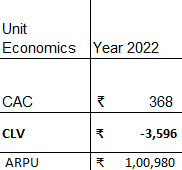 Unit
Economics Year 2022
CAC ₹ 368
CLV ₹ -3,596
ARPU ₹ 1,00,980